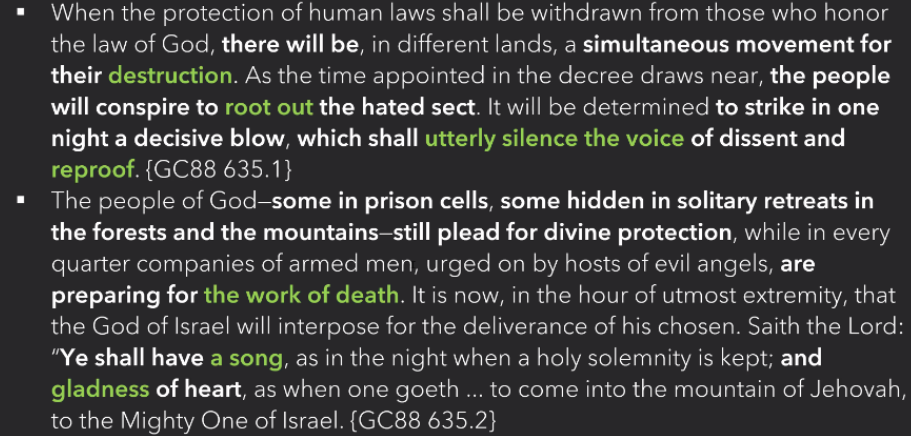 ▪ When the protection of human laws shall be withdrawn from those who honor
the law of God, there will be, in different lands, a simultaneous movement for
their destruction. As the time appointed in the decree draws near, the people
will conspire to root out the hated sect. It will be determined to strike in one
night a decisive blow, which shall utterly silence the voice of dissent and
reproof. {GC88 635.1}
▪ The people of God—some in prison cells, some hidden in solitary retreats in
the forests and the mountains—still plead for divine protection, while in every
quarter companies of armed men, urged on by hosts of evil angels, are
preparing for the work of death. It is now, in the hour of utmost extremity, that
the God of Israel will interpose for the deliverance of his chosen. Saith the Lord:
“Ye shall have a song, as in the night when a holy solemnity is kept; and
gladness of heart, as when one goeth ... to come into the mountain of Jehovah,
to the Mighty One of Israel. {GC88 635.2}